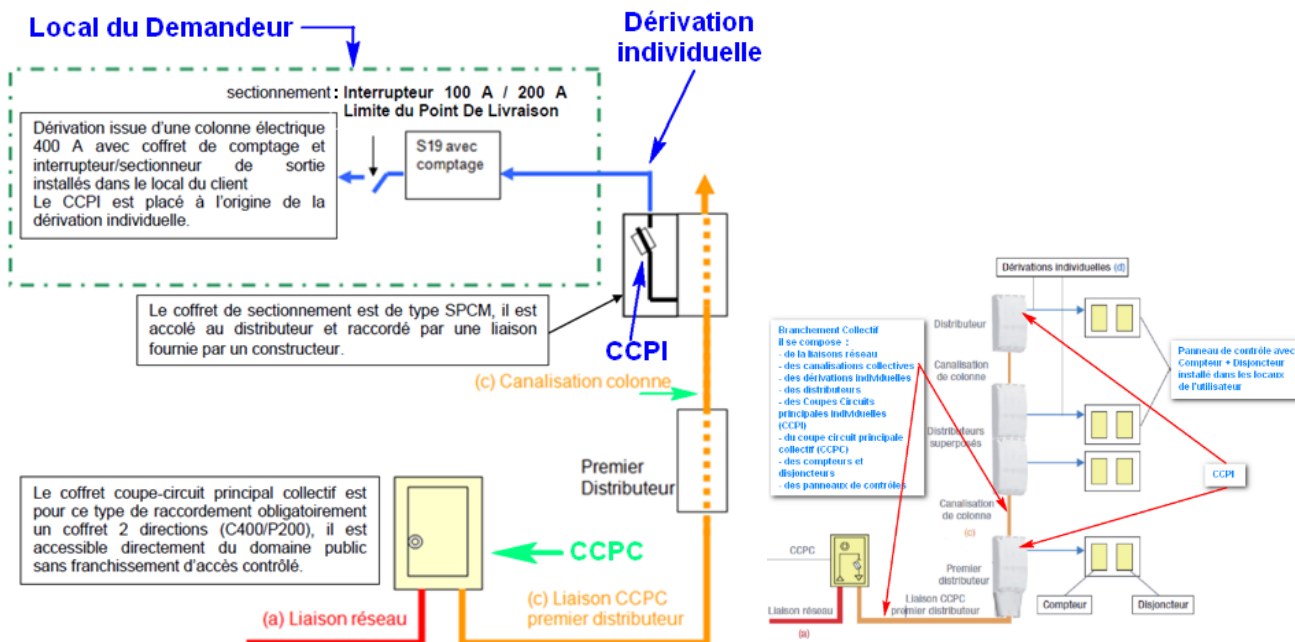 Local du Demandeur
Dérivation
individuelle
sectionnement : Interrupteur 100 A / 200 A
Limite du Point De Livraison
Dérivation issue d'une colonne électrique
400 A avec coffret de comptage et
interrupteur/sectionneur de sortie
installés dans le local du client
Le CCPI est placé à l'origine de la
dérivation individuelle.
S19 avec
comptage
Le coffret de sectionnement est de type SPCM, il est
accolé au distributeur et raccordé par une liaison
fournie par un constructeur.
CCPI
(c) Canalisation colonne
Premier
Distributeur
Le coffret coupe-circuit principal collectif est
pour ce type de raccordement obligatoirement
un coffret 2 directions (C400/P200), il est
accessible directement du domaine public
sans franchissement d'accès contrôlé.
CCPC
(a) Liaison réseau
(c) Liaison CCPC
premier distributeur
Dérivations individuelles (d)
Distributeur
Branchement Collectif
il se compose :
- de la liaisons réseau
- des canalisations collectives
- des dérivations individuelles
- des distributeurs
- des Coupes Circuits
principales individuelles
(CCPI)
- du coupe circuit principale
collectif (CCPC)
- des compteurs et
disjoncteurs
- des panneaux de contrôles
Canalisation
de colonne
Panneau de contrôle avec
Compteur + Disjoncteur
installé dans les locaux
de l'utilisateur
Distributeurs
superposés
CCPI
Canalisation
de colonne
(c)
CCPC
Premier
distributeur
Liaison CCPC
premier distributeur
Compteur
Disjoncteur
Liaison réseau
(a)